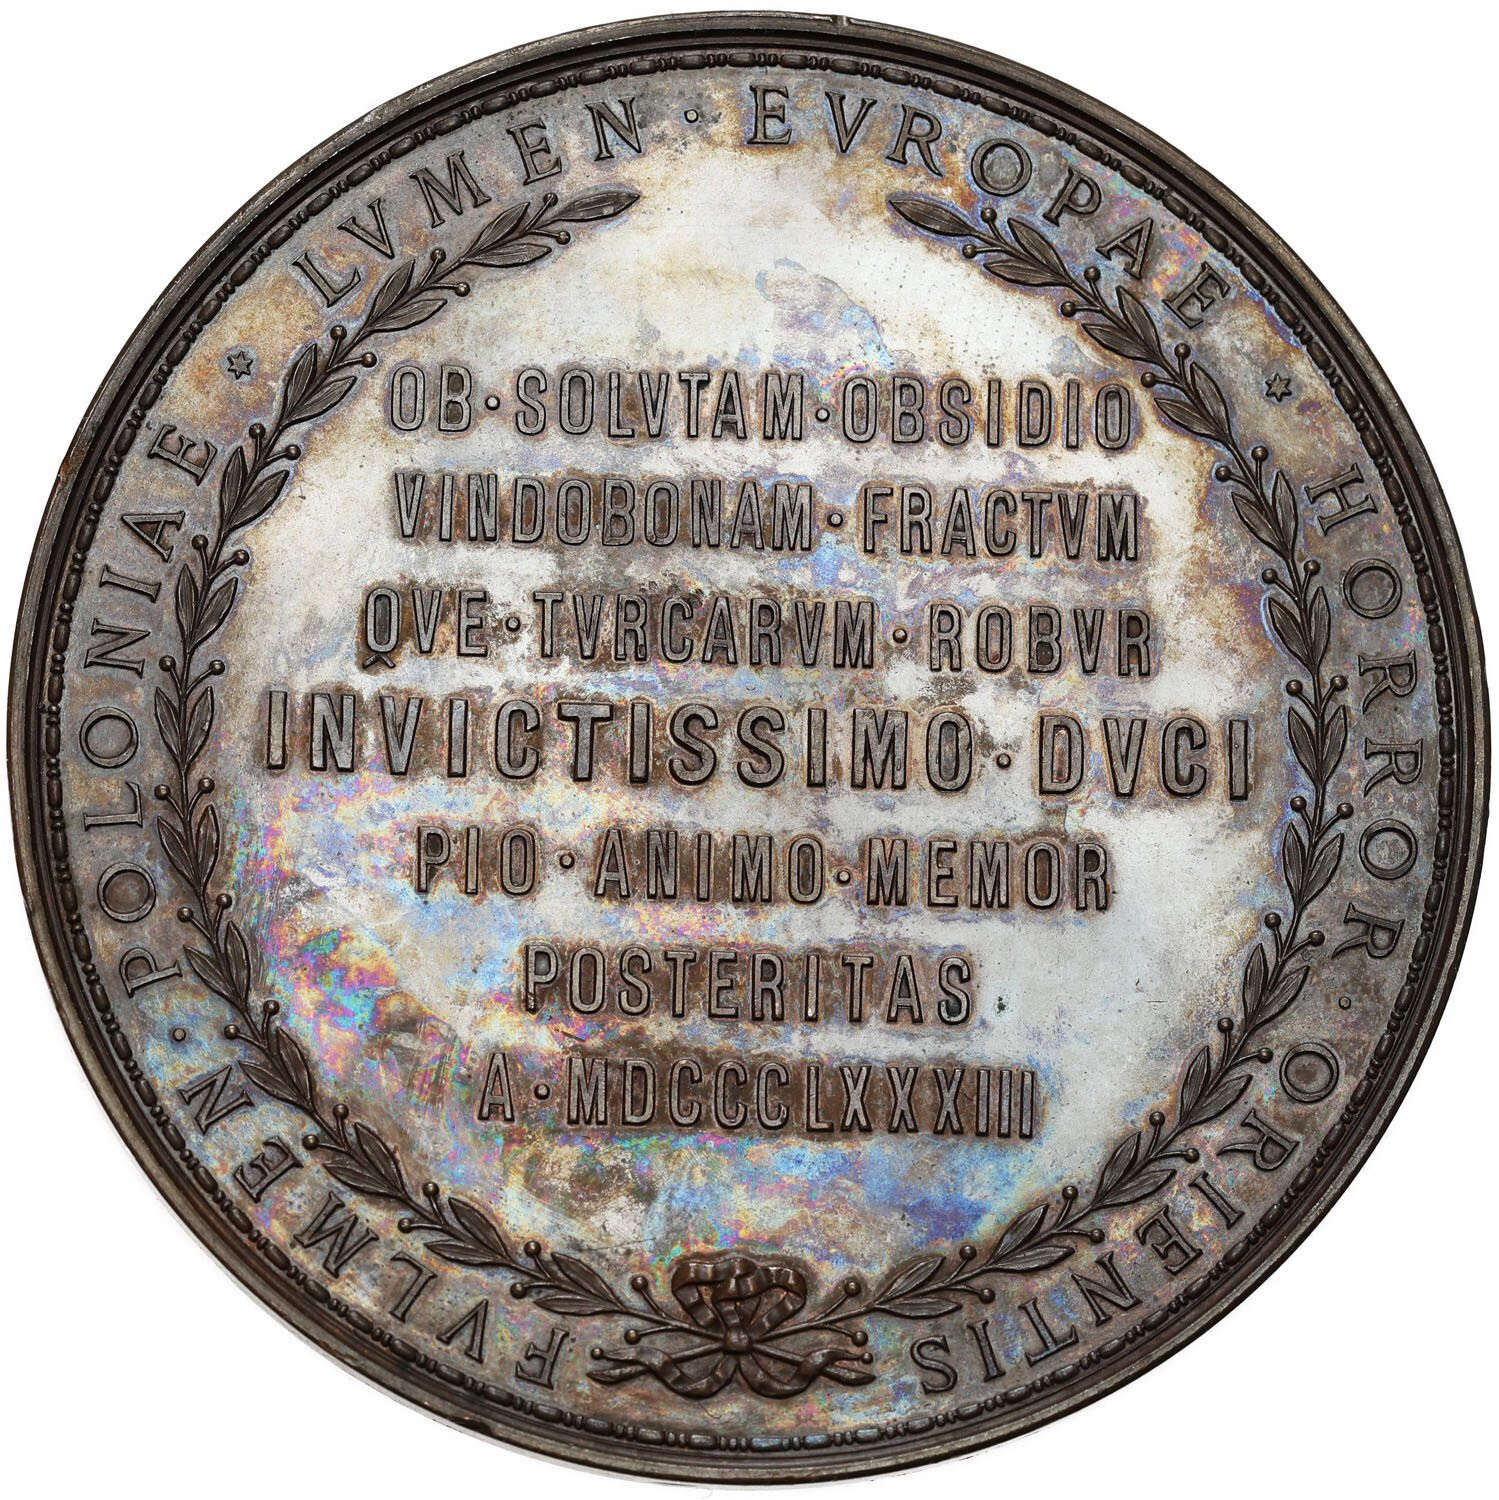 FVLMEN · POLONIAE * LVMEN · EVROPAE * HORROR · ORIENTIS
OB · SOLVTAM · OBSIDIO
VINDOBONAM · FRACTVM
QVE · TVRCARVM · ROBVR
INVICTISSIMO · DVCI
PIO · ANIMO · MEMOR
POSTERITAS
A · MDCCCLXXXIII